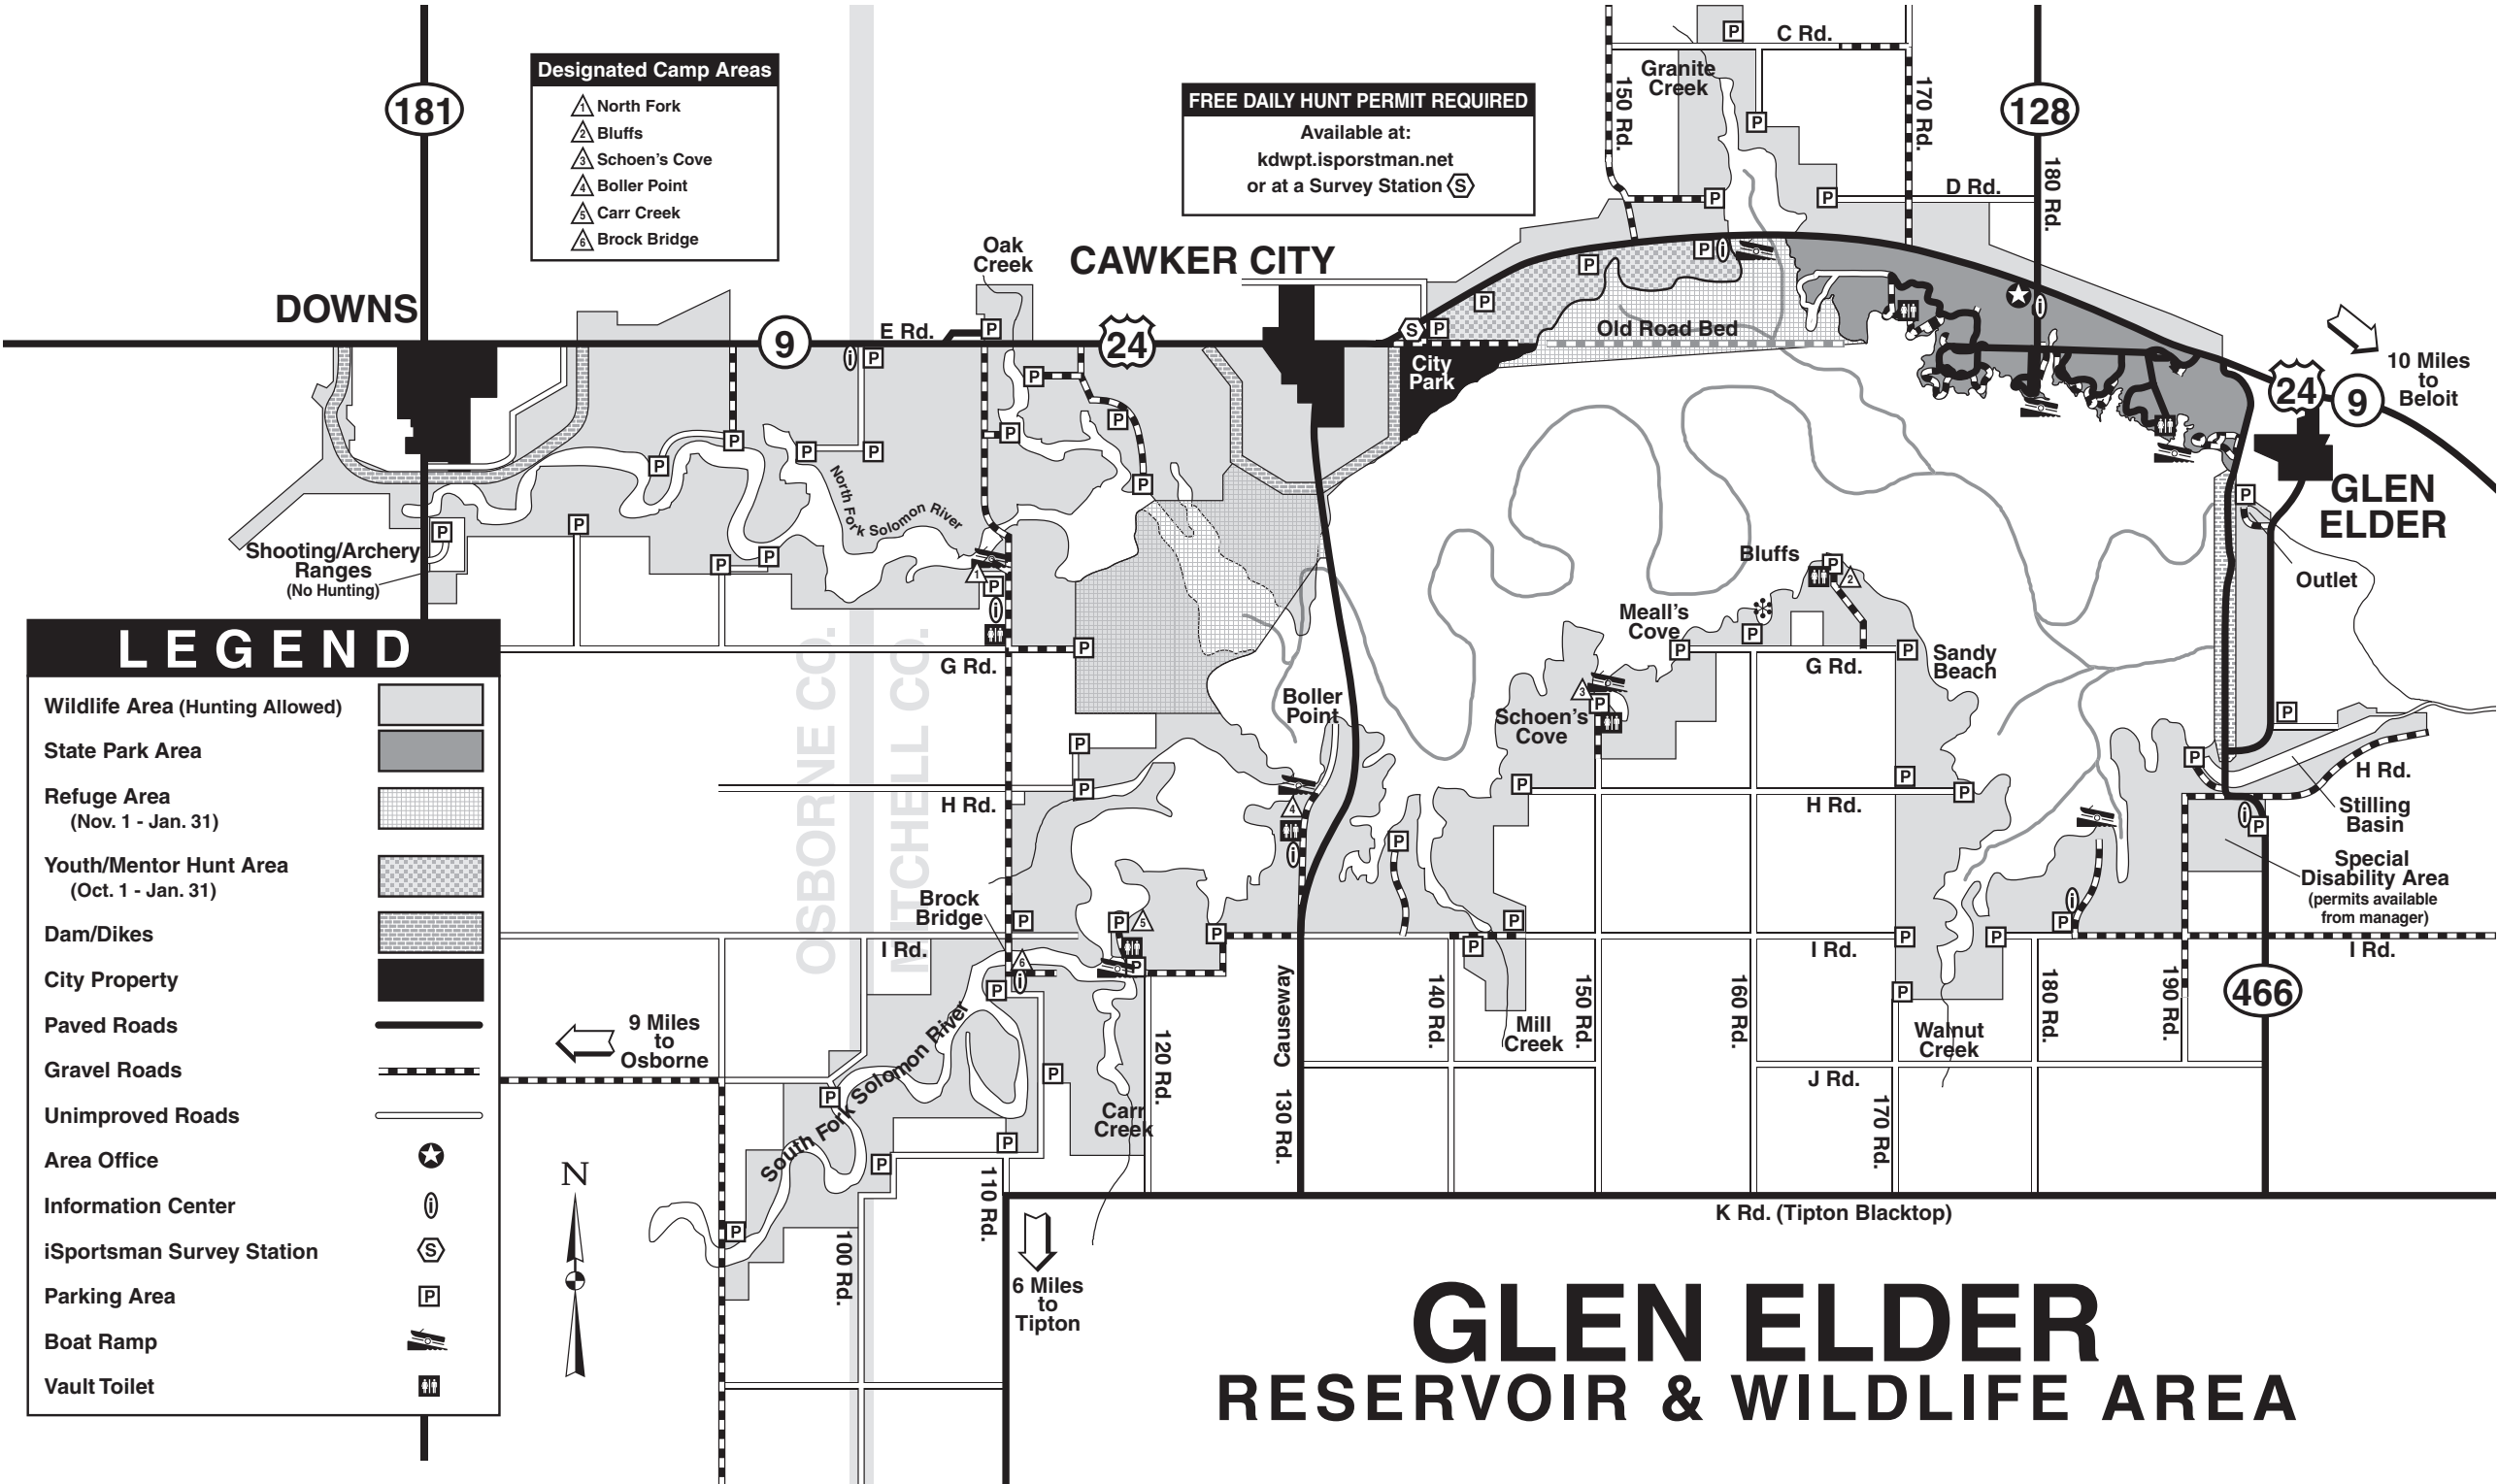 181
Designated Camp Areas
1 North Fork
2 Bluffs
3 Schoen's Cove
4 Boller Point
5 Carr Creek
6 Brock Bridge
FREE DAILY HUNT PERMIT REQUIRED
Available at:
kdwpt.isporstman.net
or at a Survey Station S
P
C Rd.
Granite
Creek
150 Rd.
170 Rd.
128
180 Rd.
P
P
P
D Rd.
Oak
Creek
CAWKER CITY
DOWNS
9
E Rd.
P
24
S P
P
P
P i
i
Old Road Bed
City
Park
10 Miles
to
Beloit
24
9
GLEN
ELDER
i P
P
P
P
P
P
P
P
P
P
North Fork Solomon River
Shooting/Archery
Ranges
(No Hunting)
P
P
P
P
1
P
i
P
Outlet
Bluffs
P
2
Meall's
Cove
P
P
P
G Rd.
G Rd.
Sandy
Beach
P
OSBORNE CO.
MITCHELL CO.
Boller
Point
3
P
Schoen's
Cove
P
P
P
H Rd.
4
i
P
P
H Rd.
P
P
P
H Rd.
Stilling
Basin
i
P
Special
Disability Area
(permits available
from manager)
P
Brock
Bridge
P
P
5
P
P
P
I Rd.
6
i
P
P
I Rd.
P
P
P
i
P
I Rd.
466
South Fork Solomon River
9 Miles
to
Osborne
P
P
P
P
P
Carr
Creek
120 Rd.
Causeway
130 Rd.
140 Rd.
Mill
Creek
150 Rd.
160 Rd.
J Rd.
170 Rd.
Walnut
Creek
180 Rd.
190 Rd.
100 Rd.
110 Rd.
K Rd. (Tipton Blacktop)
6 Miles
to
Tipton
N
LEGEND
Wildlife Area (Hunting Allowed)
State Park Area
Refuge Area
(Nov. 1 - Jan. 31)
Youth/Mentor Hunt Area
(Oct. 1 - Jan. 31)
Dam/Dikes
City Property
Paved Roads
Gravel Roads
Unimproved Roads
Area Office
Information Center i
iSportsman Survey Station S
Parking Area P
Boat Ramp
Vault Toilet
GLEN ELDER
RESERVOIR & WILDLIFE AREA